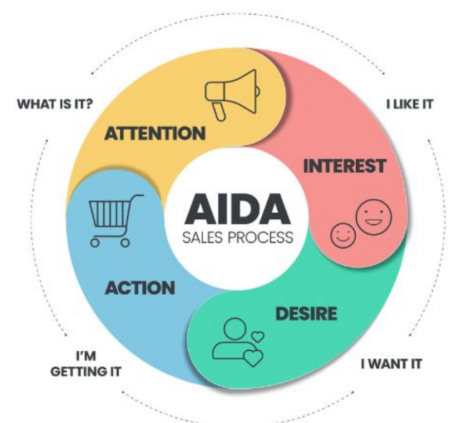 WHAT IS IT?
I LIKE IT
ATTENTION
INTEREST
AIDA
SALES PROCESS
ACTION
DESIRE
I'M
GETTING IT
I WANT IT